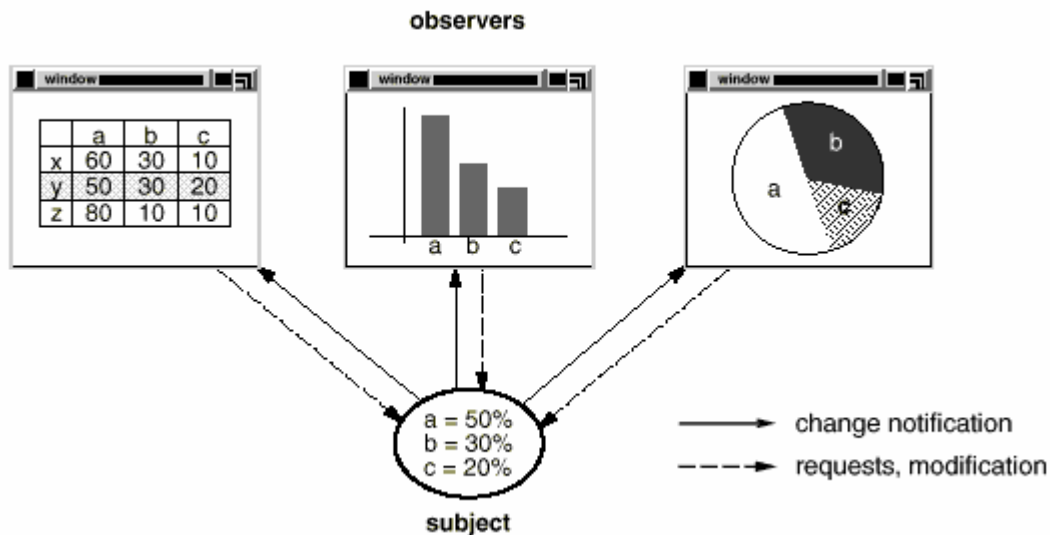 observers
window
a b c
x 60 30 10
y 50 30 20
z 80 10 10
window
a b c
window
a
b
c
a = 50%
b = 30%
c = 20%
subject
change notification
requests, modification